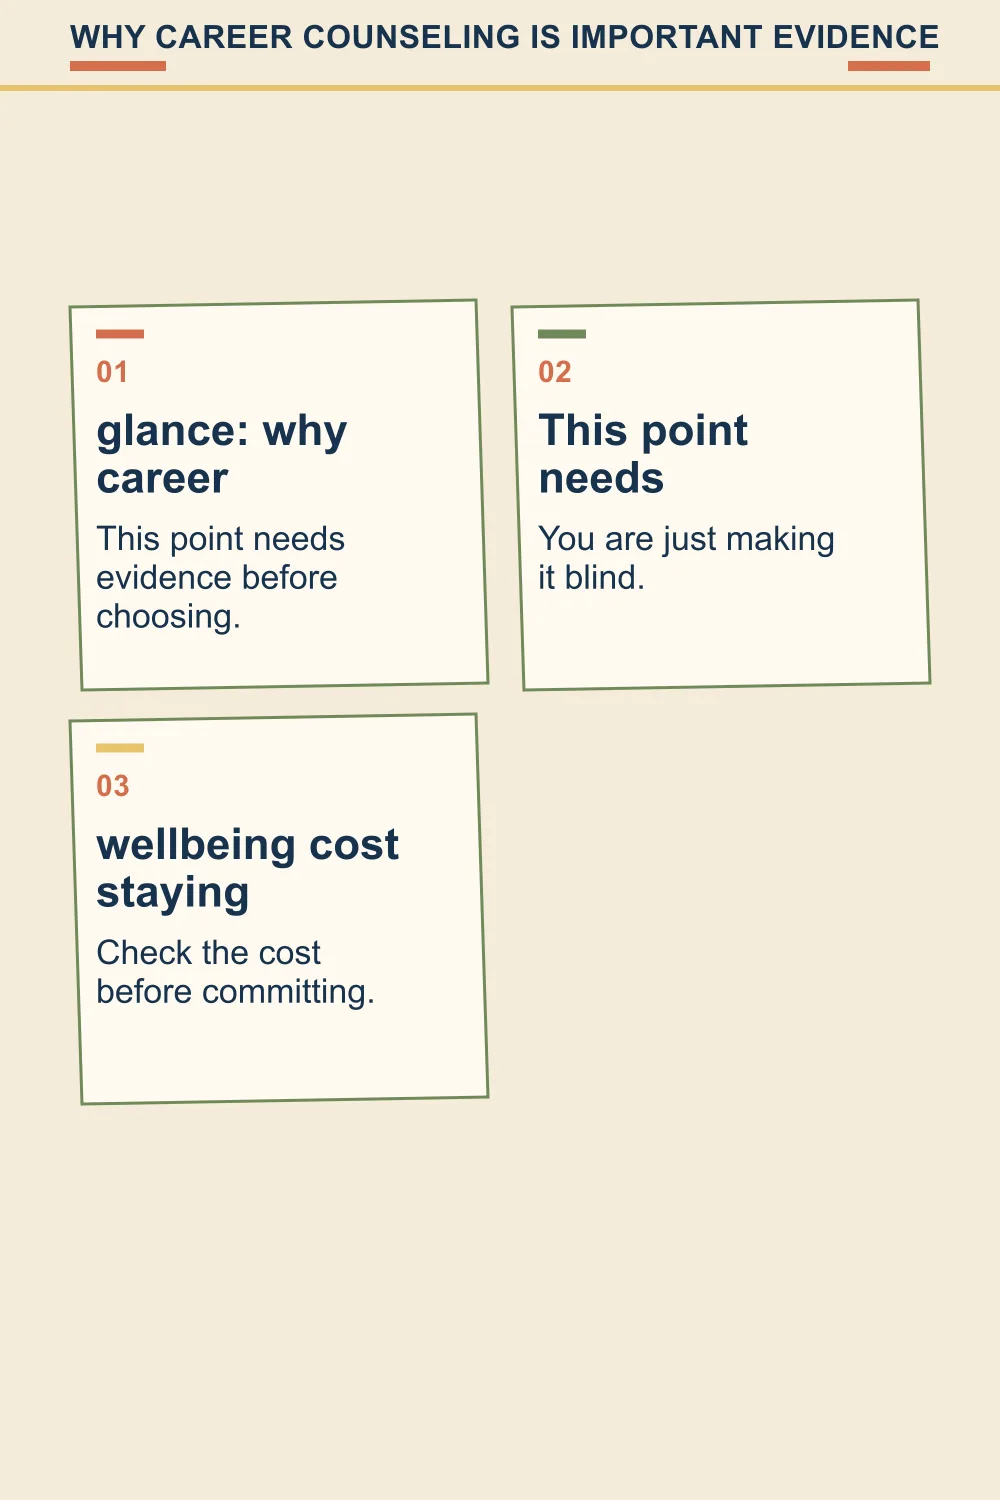 WHY CAREER COUNSELING IS IMPORTANT EVIDENCE
01
glance: why
career
This point needs
evidence before
choosing.
02
This point
needs
You are just making
it blind.
03
wellbeing cost
staying
Check the cost
before committing.